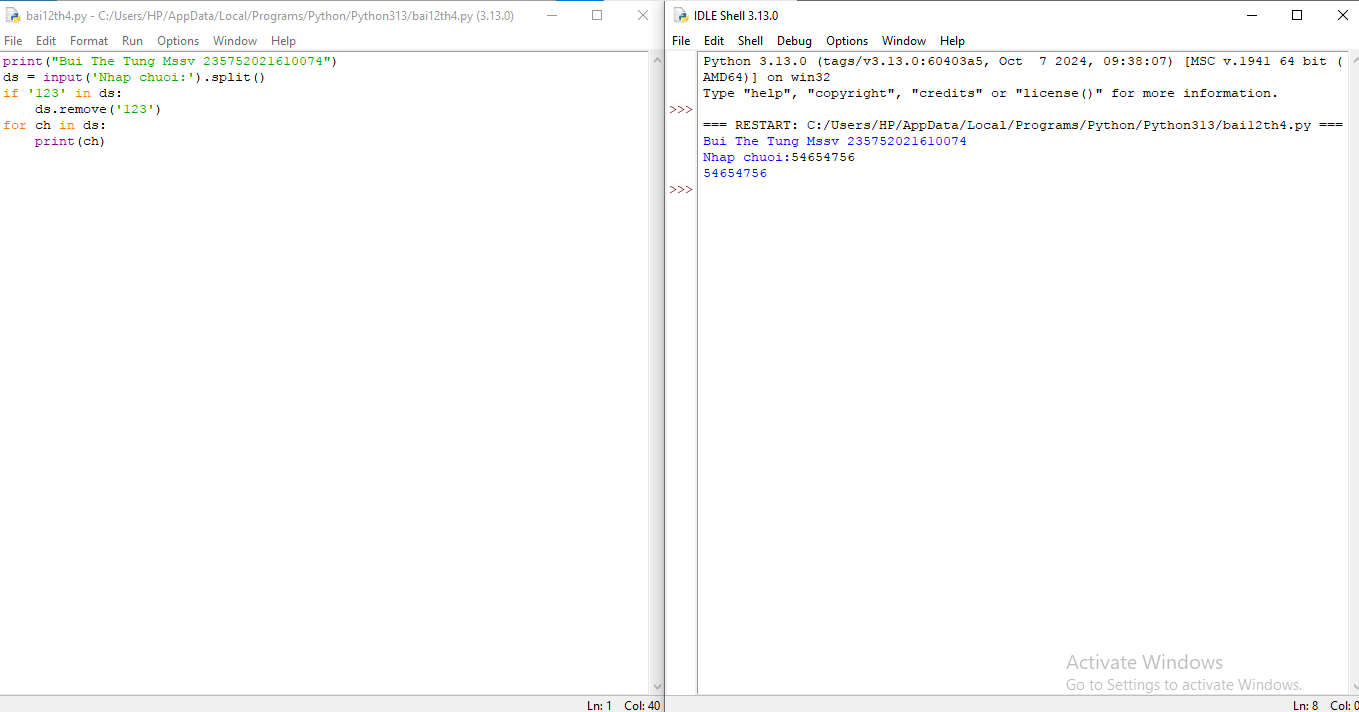 bai12th4.py - C:/Users/HP/AppData/Local/Programs/Python/Python313/bai12th4.py (3.13.0)
File Edit Format Run Options Window Help
print("Bui The Tung Mssv 235752021610074")
ds = input('Nhap chuoi:').split()
if '123' in ds:
    ds.remove('123')
for ch in ds:
    print(ch)
Ln: 1 Col: 40
IDLE Shell 3.13.0
File Edit Shell Debug Options Window Help
Python 3.13.0 (tags/v3.13.0:60403a5, Oct  7 2024, 09:38:07) [MSC v.1941 64 bit (
AMD64)] on win32
Type "help", "copyright", "credits" or "license()" for more information.
>>>
=== RESTART: C:/Users/HP/AppData/Local/Programs/Python/Python313/bai12th4.py ===
Bui The Tung Mssv 235752021610074
Nhap chuoi:54654756
54654756
>>>
Activate Windows
Go to Settings to activate Windows.
Ln: 8 Col: 0